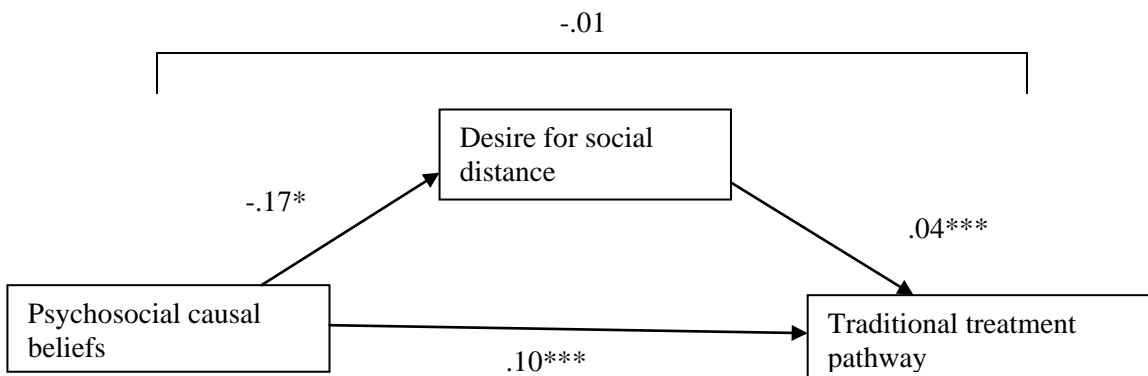 -.01
Desire for social
distance
-.17*
.04***
Psychosocial causal
beliefs
.10***
Traditional treatment
pathway